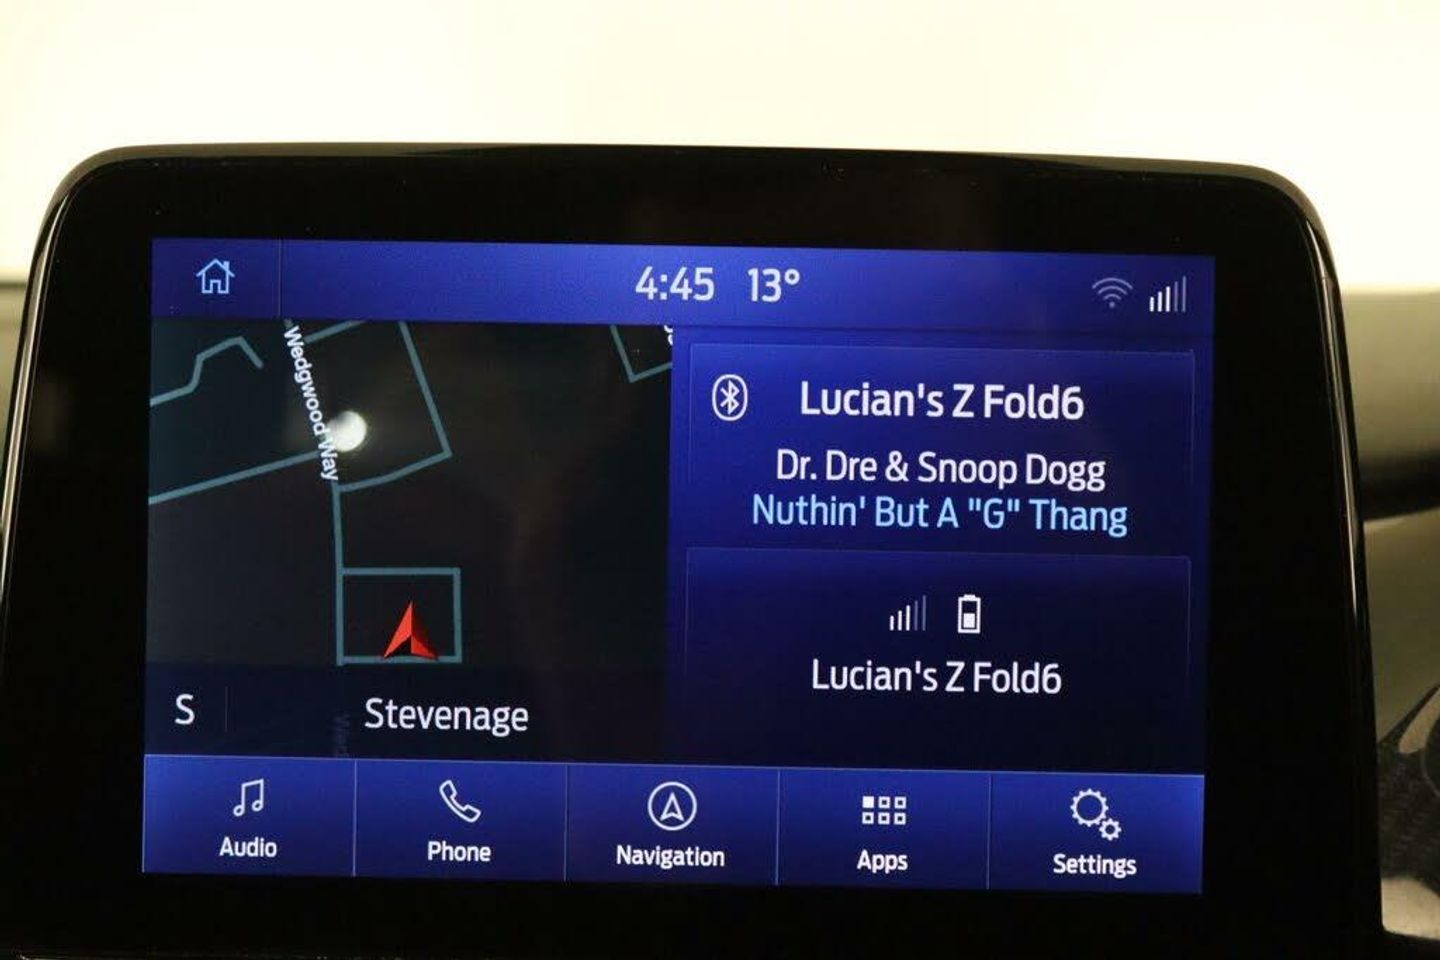 4:45 13°
Wedgwood Way
Lucian's Z Fold6
Dr. Dre & Snoop Dogg
Nuthin' But A "G" Thang
Lucian's Z Fold6
S Stevenage
Audio Phone Navigation Apps Settings